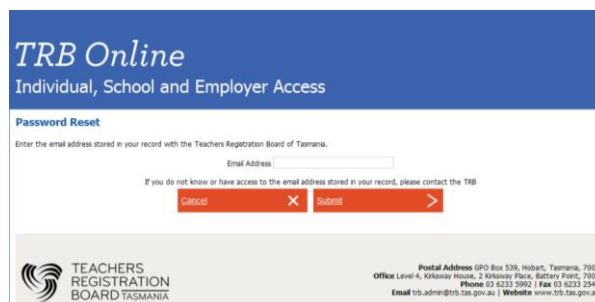 TRB Online
Individual, School and Employer Access
Password Reset
Enter the email address stored in your record with the Teachers Registration Board of Tasmania.
Email Address
If you do not know or have access to the email address stored in your record, please contact the TRB
Cancel
Submit
TEACHERS
REGISTRATION
BOARD TASMANIA
Postal Address GPO Box 539, Hobart, Tasmania, 700
Office Level 4, Kirksway House, 2 Kirksway Place, Battery Point, 700
Phone 03 6233 5992 | Fax 03 6233 254
Email trb.admin@trb.tas.gov.au | Website www.trb.tas.gov.a